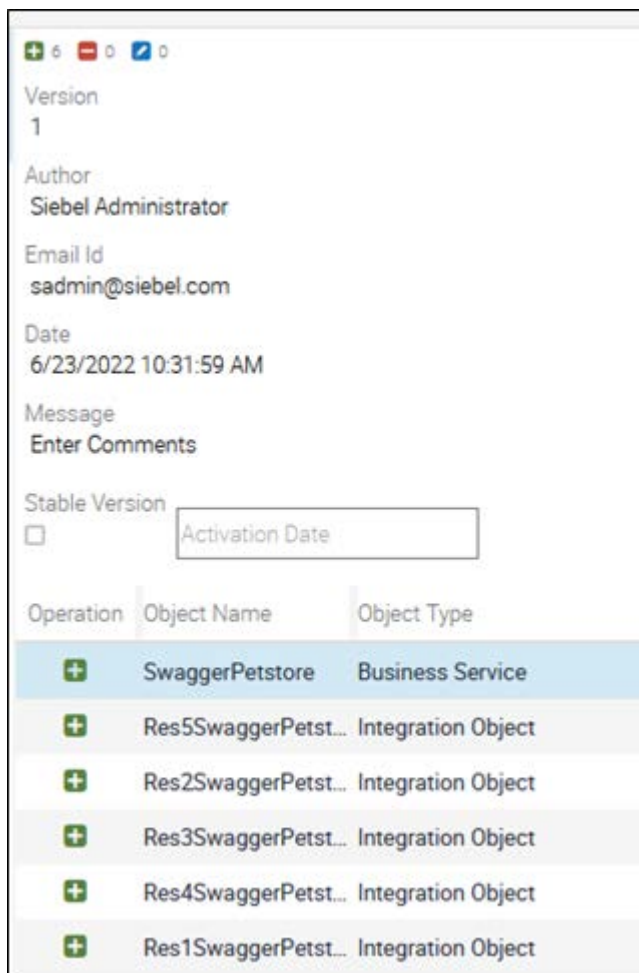 6 0 0
Version
1
Author
Siebel Administrator
Email Id
sadmin@siebel.com
Date
6/23/2022 10:31:59 AM
Message
Enter Comments
Stable Version
Activation Date
Operation Object Name Object Type
SwaggerPetstore Business Service
Res5SwaggerPetst... Integration Object
Res2SwaggerPetst... Integration Object
Res3SwaggerPetst... Integration Object
Res4SwaggerPetst... Integration Object
Res1SwaggerPetst... Integration Object